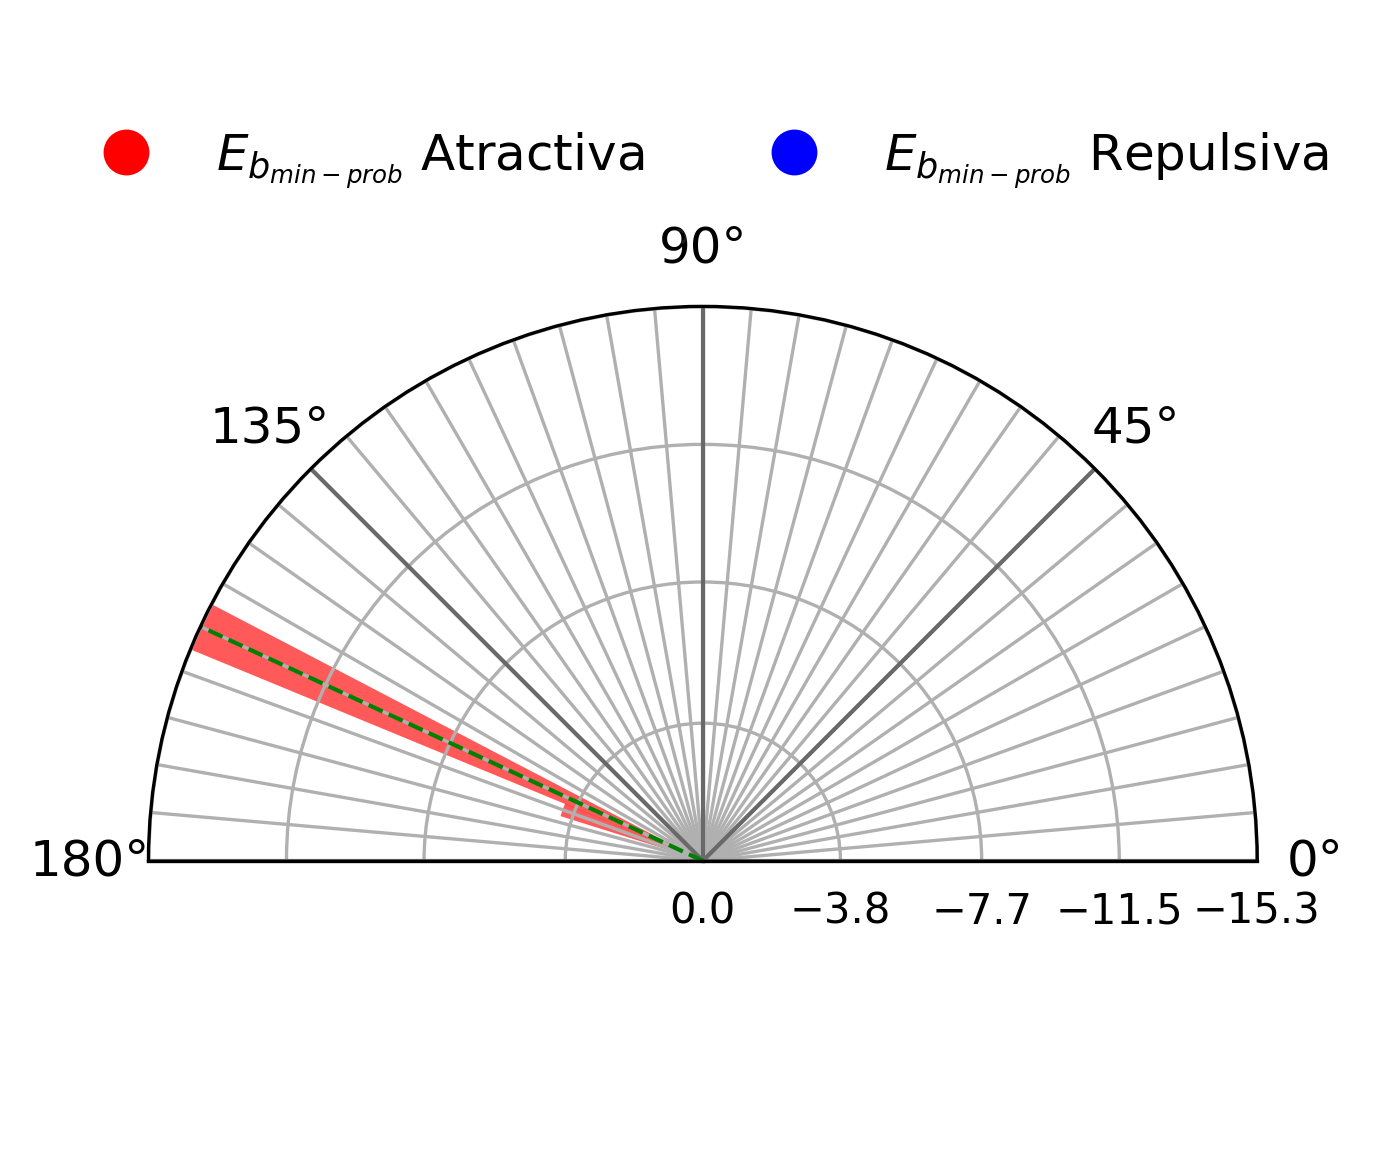 E_{b_{min-prob}} Atractiva E_{b_{min-prob}} Repulsiva
90°
135° 45°
180° 0°
0.0 −3.8 −7.7 −11.5 −15.3